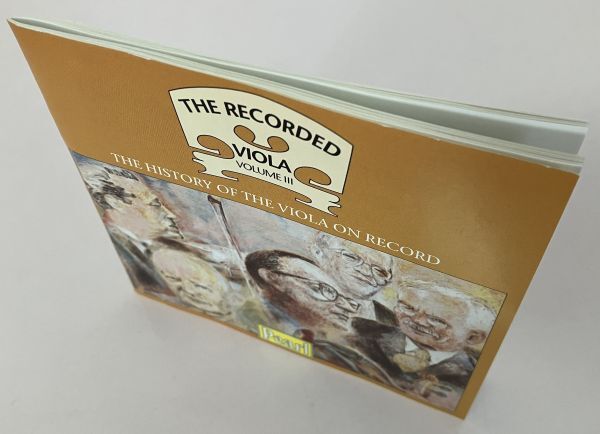 THE RECORDED
VIOLA
VOLUME III
THE HISTORY OF THE VIOLA ON RECORD
Pearl